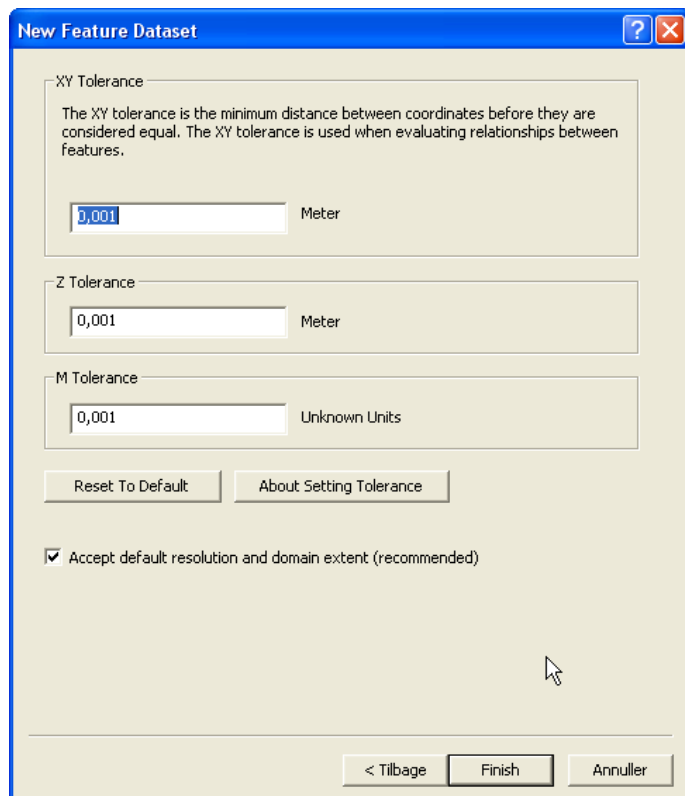 New Feature Dataset
XY Tolerance
The XY tolerance is the minimum distance between coordinates before they are
considered equal. The XY tolerance is used when evaluating relationships between
features.
0,001 Meter
Z Tolerance
0,001 Meter
M Tolerance
0,001 Unknown Units
Reset To Default About Setting Tolerance
Accept default resolution and domain extent (recommended)
< Tilbage Finish Annuller